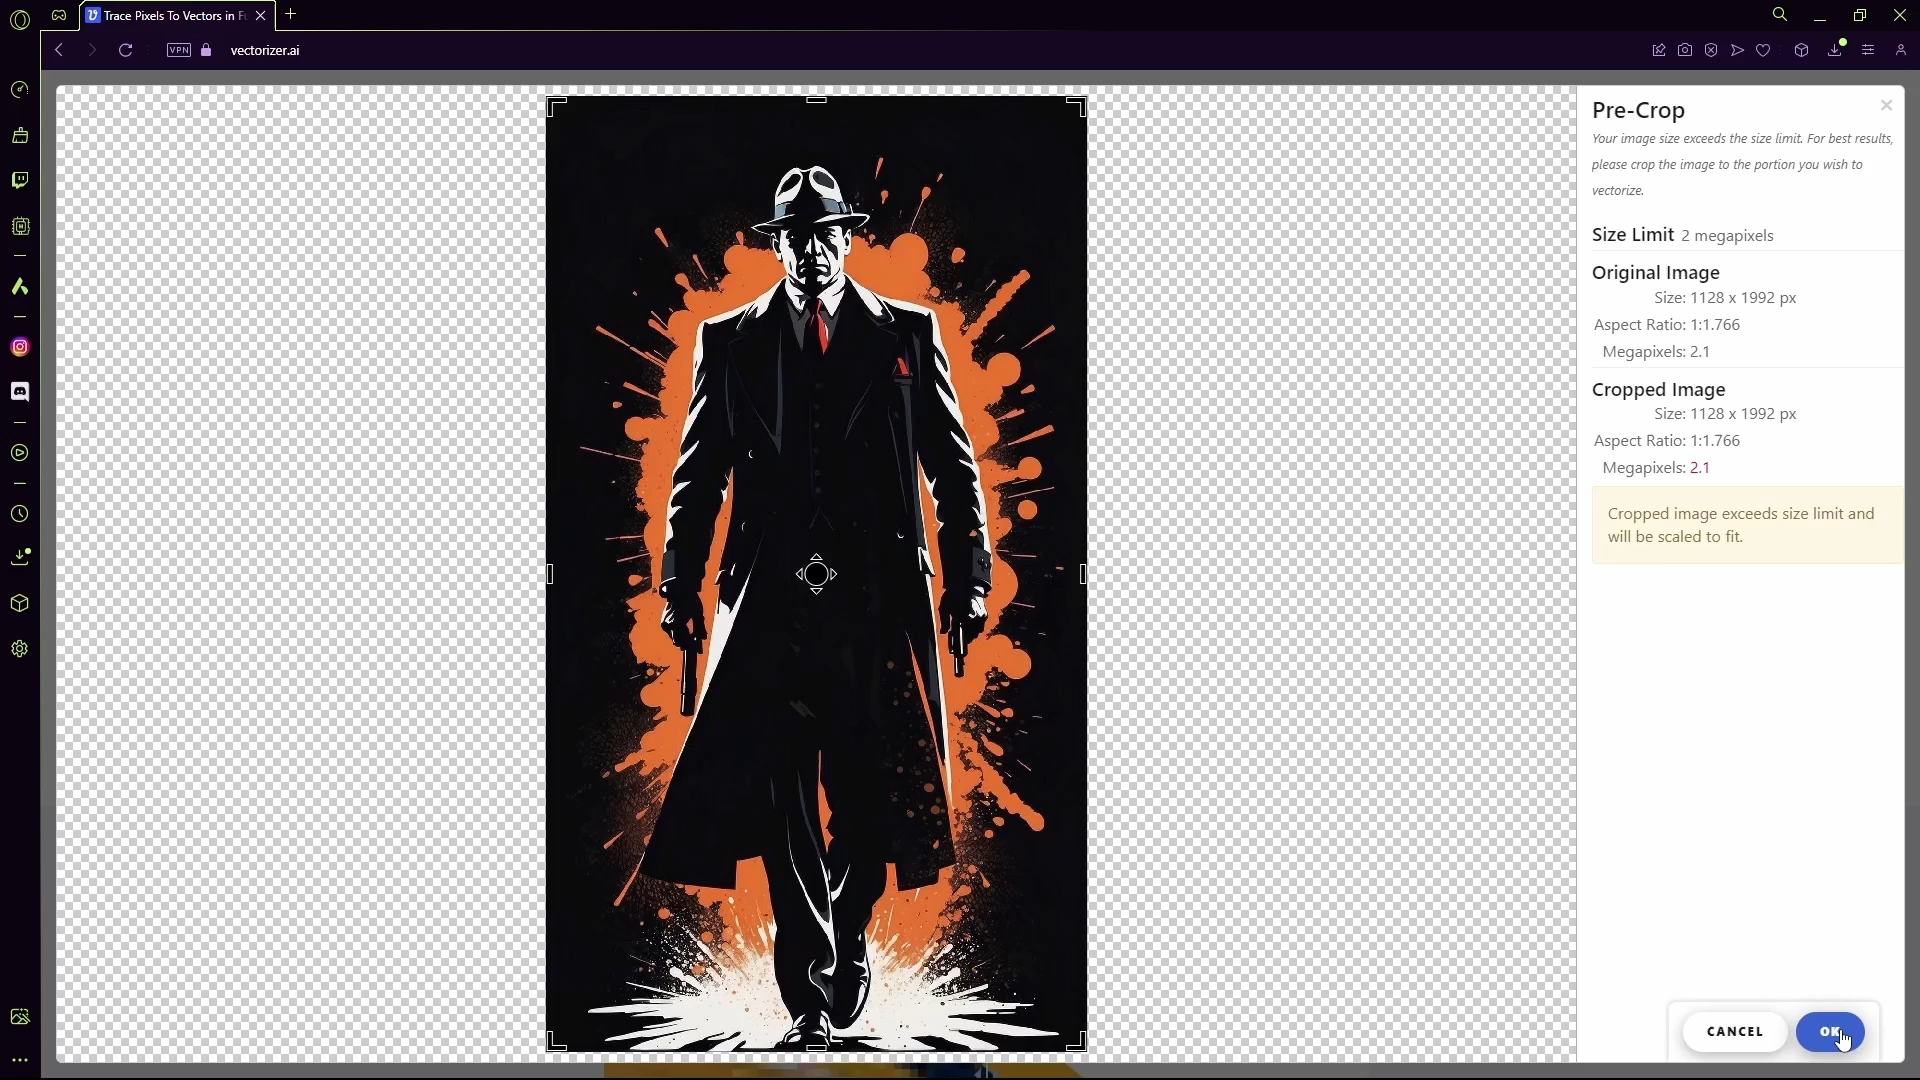 Trace Pixels To Vectors in Fu
VPN
vectorizer.ai
Pre-Crop
Your image size exceeds the size limit. For best results,
please crop the image to the portion you wish to
vectorize.
Size Limit 2 megapixels
Original Image
Size: 1128 x 1992 px
Aspect Ratio: 1:1.766
Megapixels: 2.1
Cropped Image
Size: 1128 x 1992 px
Aspect Ratio: 1:1.766
Megapixels: 2.1
Cropped image exceeds size limit and
will be scaled to fit.
CANCEL
OK